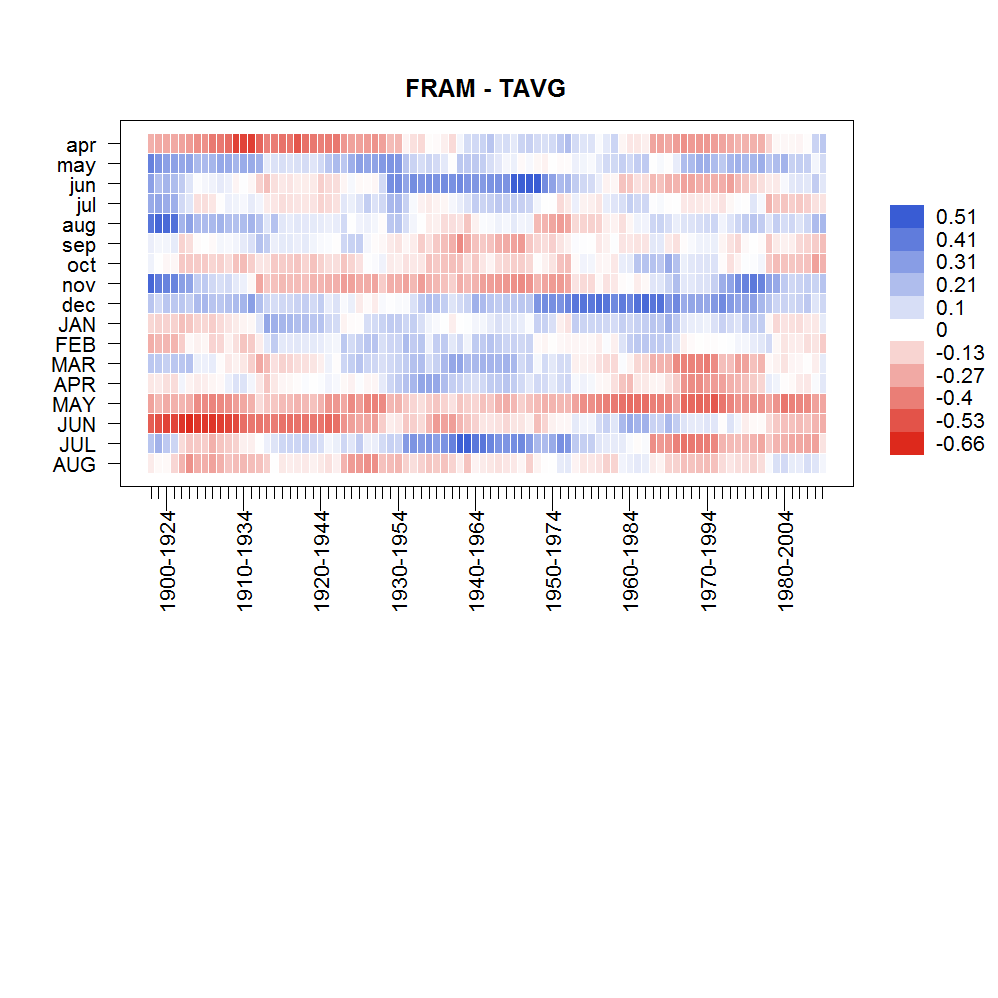 FRAM - TAVG
apr
may
jun
jul
aug
sep
oct
nov
dec
JAN
FEB
MAR
APR
MAY
JUN
JUL
AUG
0.51
0.41
0.31
0.21
0.1
0
-0.13
-0.27
-0.4
-0.53
-0.66
1900-1924
1910-1934
1920-1944
1930-1954
1940-1964
1950-1974
1960-1984
1970-1994
1980-2004